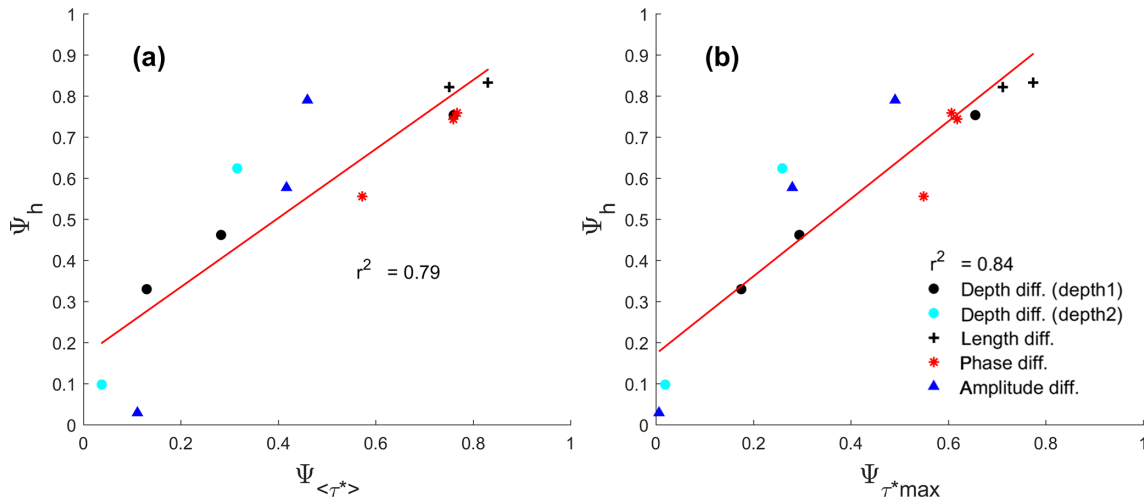 (a)
1
0.9
0.8
0.7
0.6
0.5
0.4
0.3
0.2
0.1
0
Ψh
r2 = 0.79
0 0.2 0.4 0.6 0.8 1
Ψ<τ*>
(b)
1
0.9
0.8
0.7
0.6
0.5
0.4
0.3
0.2
0.1
0
Ψh
r2 = 0.84
Depth diff. (depth1)
Depth diff. (depth2)
Length diff.
Phase diff.
Amplitude diff.
0 0.2 0.4 0.6 0.8 1
Ψτ*max